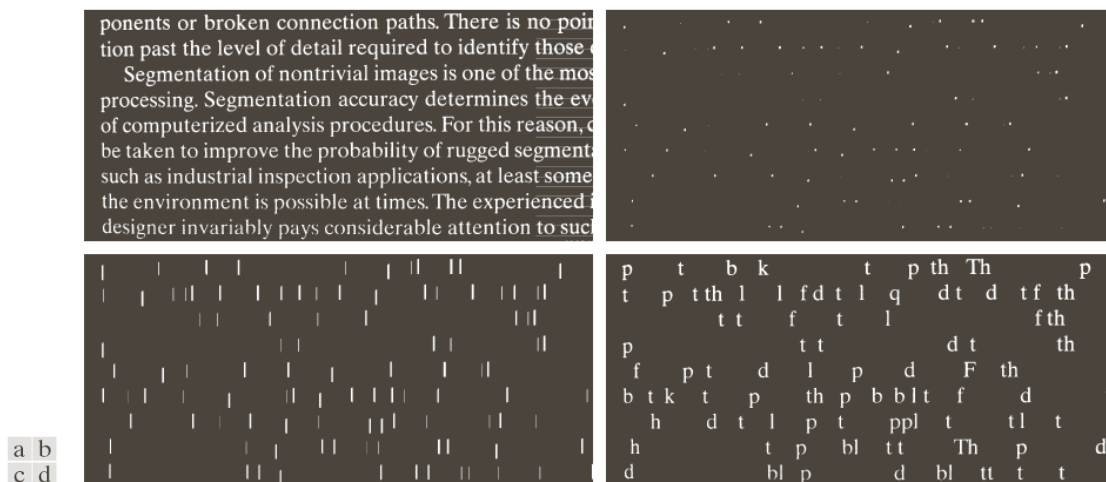 ponents or broken connection paths. There is no poin
tion past the level of detail required to identify those
Segmentation of nontrivial images is one of the mos
processing. Segmentation accuracy determines the ev
of computerized analysis procedures. For this reason, c
be taken to improve the probability of rugged segmenta
such as industrial inspection applications, at least some
the environment is possible at times. The experienced i
designer invariably pays considerable attention to such
p t b k t p th Th p
t p t th l l f d t l q d t d t f th
t t f t l f th
p t t d t th
f p t d l p d F th
b t k t p th p b b l t f d
h d t l p t ppl t t l t
h t p bl t t Th p d
d bl p d bl tt t t
a b
c d